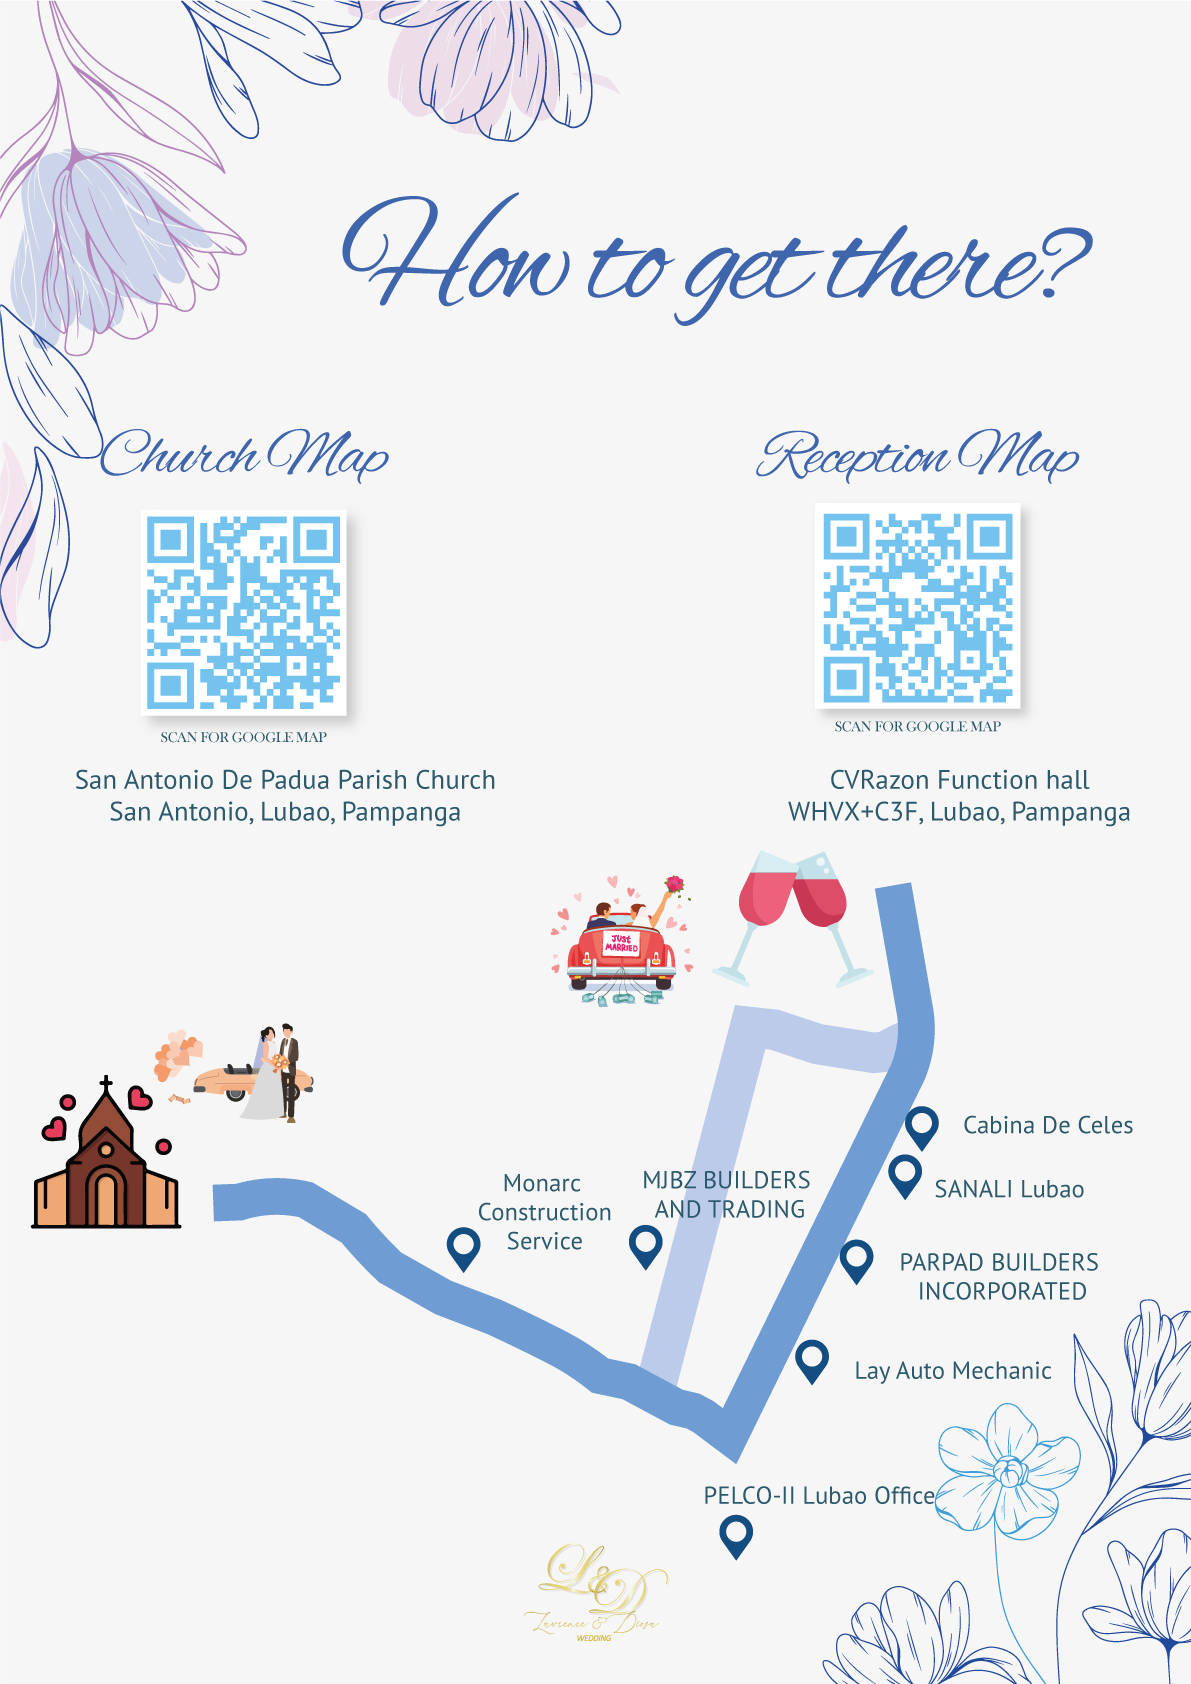 How to get there?
Church Map
Reception Map
SCAN FOR GOOGLE MAP
SCAN FOR GOOGLE MAP
San Antonio De Padua Parish Church
San Antonio, Lubao, Pampanga
CVRazon Function hall
WHVX+C3F, Lubao, Pampanga
JUST
MARRIED
Cabina De Celes
Monarc
Construction
Service
MJBZ BUILDERS
AND TRADING
SANALI Lubao
PARPAD BUILDERS
INCORPORATED
Lay Auto Mechanic
PELCO-II Lubao Office
L&D
Lawrence & Diosa
WEDDING